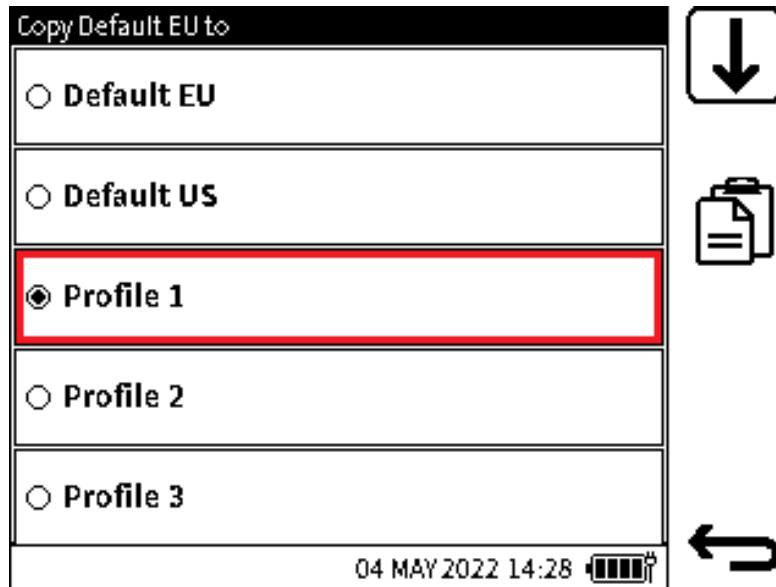 Copy Default EU to
Default EU
Default US
Profile 1
Profile 2
Profile 3
04 MAY 2022 14:28